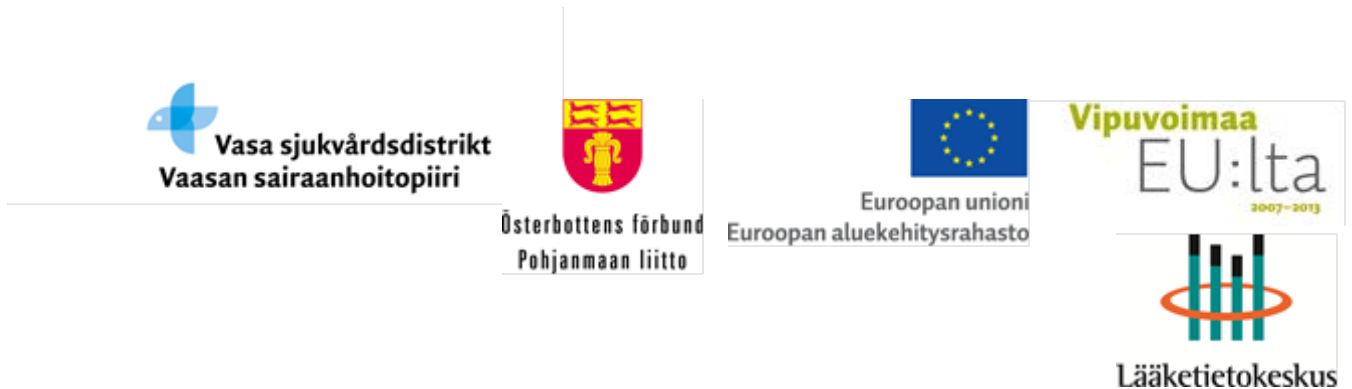 Vasa sjukvårdsdistrikt
Vaasan sairaanhoitopiiri
Österbottens förbund
Pohjanmaan liitto
Euroopan unioni
Euroopan aluekehitysrahasto
Vipuvoimaa
EU:lta
2007–2013
Lääketietokeskus